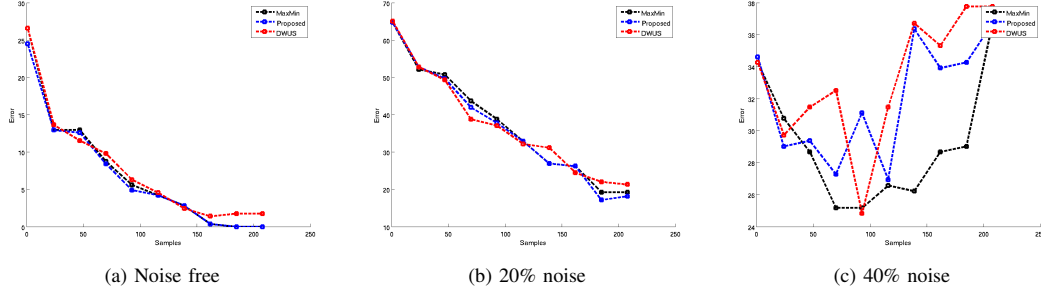 30
25
20
15
10
5
0
Error
0
50
100
150
200
250
Samples
MaxMin
Proposed
DWUS
(a) Noise free
70
60
50
40
30
20
10
Error
0
50
100
150
200
250
Samples
MaxMin
Proposed
DWUS
(b) 20% noise
38
36
34
32
30
28
26
24
Error
0
50
100
150
200
250
Samples
MaxMin
Proposed
DWUS
(c) 40% noise